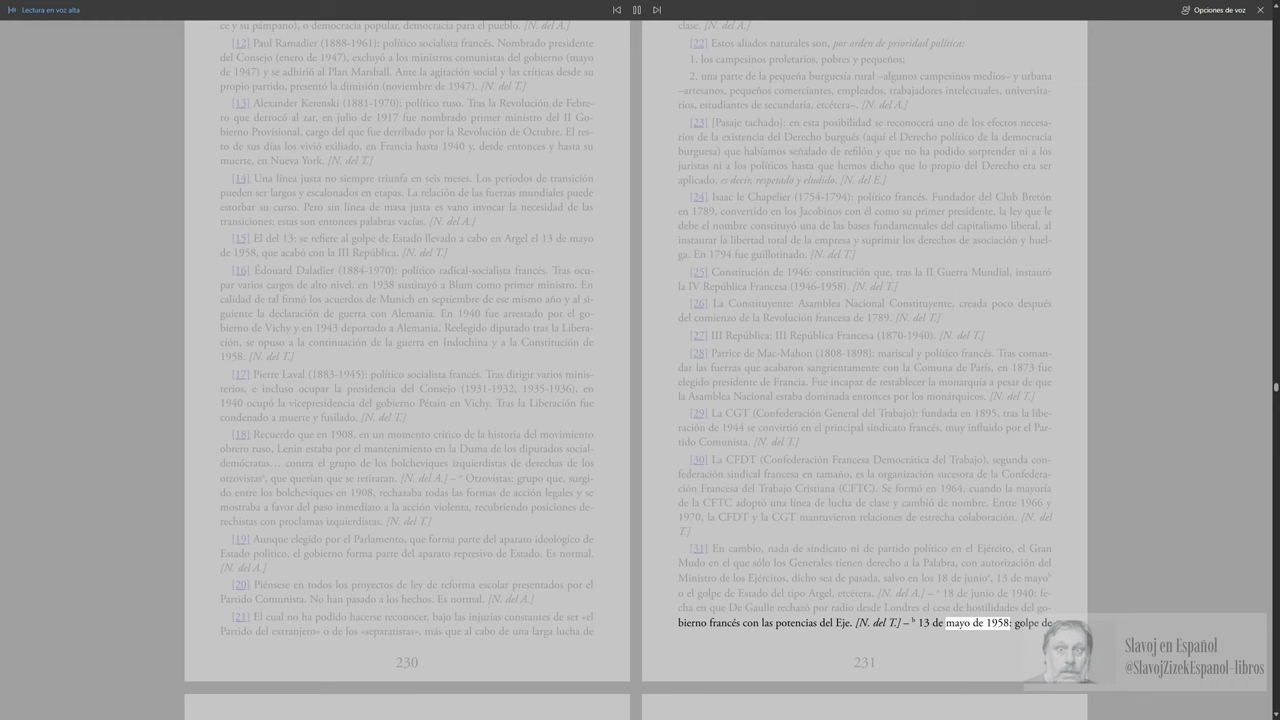 Lectura en voz alta
Opciones de voz
ce y su pámpano), o democracia popular, democracia para el pueblo. [N. del A.]
[12] Paul Ramadier (1888-1961): político socialista francés. Nombrado presidente
del Consejo (enero de 1947), excluyó a los ministros comunistas del gobierno (mayo
de 1947) y se adhirió al Plan Marshall. Ante la agitación social y las críticas desde su
propio partido, presentó la dimisión (noviembre de 1947). [N. del T.]
[13] Alexander Kerenski (1881-1970): político ruso. Tras la Revolución de Febre-
ro que derrocó al zar, en julio de 1917 fue nombrado primer ministro del II Go-
bierno Provisional, cargo del que fue derribado por la Revolución de Octubre. El res-
to de sus días los vivió exiliado, en Francia hasta 1940 y, desde entonces y hasta su
muerte, en Nueva York. [N. del T.]
[14] Una línea justa no siempre triunfa en seis meses. Los periodos de transición
pueden ser largos y escalonados en etapas. La relación de las fuerzas mundiales puede
estorbar su curso. Pero sin línea de masa justa es vano invocar la necesidad de las
transiciones: estas son entonces palabras vacías. [N. del A.]
[15] El del 13: se refiere al golpe de Estado llevado a cabo en Argel el 13 de mayo
de 1958, que acabó con la III República. [N. del T.]
[16] Édouard Daladier (1884-1970): político radical-socialista francés. Tras ocu-
par varios cargos de alto nivel, en 1938 sustituyó a Blum como primer ministro. En
calidad de tal firmó los acuerdos de Munich en septiembre de ese mismo año y al si-
guiente la declaración de guerra con Alemania. En 1940 fue arrestado por el go-
bierno de Vichy y en 1943 deportado a Alemania. Reelegido diputado tras la Libera-
ción, se opuso a la continuación de la guerra en Indochina y a la Constitución de
1958. [N. del T.]
[17] Pierre Laval (1883-1945): político socialista francés. Tras dirigir varios minis-
terios, e incluso ocupar la presidencia del Consejo (1931-1932, 1935-1936), en
1940 ocupó la vicepresidencia del gobierno Pétain en Vichy. Tras la Liberación fue
condenado a muerte y fusilado. [N. del T.]
[18] Recuerdo que en 1908, en un momento crítico de la historia del movimiento
obrero ruso, Lenin estaba por el mantenimiento en la Duma de los diputados social-
demócratas… contra el grupo de los bolcheviques izquierdistas de derechas de los
otzovistasª, que querían que se retiraran. [N. del A.] – ª Otzovistas: grupo que, surgi-
do entre los bolcheviques en 1908, rechazaba todas las formas de acción legales y se
mostraba a favor del paso inmediato a la acción violenta, recubriendo posiciones de-
rechistas con proclamas izquierdistas. [N. del T.]
[19] Aunque elegido por el Parlamento, que forma parte del aparato ideológico de
Estado político, el gobierno forma parte del aparato represivo de Estado. Es normal.
[N. del A.]
[20] Piénsese en todos los proyectos de ley de reforma escolar presentados por el
Partido Comunista. No han pasado a los hechos. Es normal. [N. del A.]
[21] El cual no ha podido hacerse reconocer, bajo las injurias constantes de ser «el
Partido del extranjero» o de los «separatistas», más que al cabo de una larga lucha de
230
clase. [N. del A.]
[22] Estos aliados naturales son, por orden de prioridad política:
1. los campesinos proletarios, pobres y pequeños;
2. una parte de la pequeña burguesía rural –algunos campesinos medios– y urbana
–artesanos, pequeños comerciantes, empleados, trabajadores intelectuales, universita-
rios, estudiantes de secundaria, etcétera–. [N. del A.]
[23] [Pasaje tachado]: en esta posibilidad se reconocerá uno de los efectos necesa-
rios de la existencia del Derecho burgués (aquí el Derecho político de la democracia
burguesa) que habíamos señalado de refilón y que no ha podido sorprender ni a los
juristas ni a los políticos hasta que hemos dicho que lo propio del Derecho era ser
aplicado, es decir, respetado y eludido. [N. del E.]
[24] Isaac le Chapelier (1754-1794): político francés. Fundador del Club Bretón
en 1789, convertido en los Jacobinos con él como su primer presidente, la ley que le
debe el nombre constituyó una de las bases fundamentales del capitalismo liberal, al
instaurar la libertad total de la empresa y suprimir los derechos de asociación y huel-
ga. En 1794 fue guillotinado. [N. del T.]
[25] Constitución de 1946: constitución que, tras la II Guerra Mundial, instauró
la IV República Francesa (1946-1958). [N. del T.]
[26] La Constituyente: Asamblea Nacional Constituyente, creada poco después
del comienzo de la Revolución francesa de 1789. [N. del T.]
[27] III República: III República Francesa (1870-1940). [N. del T.]
[28] Patrice de Mac-Mahon (1808-1898): mariscal y político francés. Tras coman-
dar las fuerzas que acabaron sangrientamente con la Comuna de París, en 1873 fue
elegido presidente de Francia. Fue incapaz de restablecer la monarquía a pesar de que
la Asamblea Nacional estaba dominada entonces por los monárquicos. [N. del T.]
[29] La CGT (Confederación General del Trabajo): fundada en 1895, tras la libe-
ración de 1944 se convirtió en el principal sindicato francés, muy influido por el Par-
tido Comunista. [N. del T.]
[30] La CFDT (Confederación Francesa Democrática del Trabajo), segunda con-
federación sindical francesa en tamaño, es la organización sucesora de la Confedera-
ción Francesa del Trabajo Cristiana (CFTC). Se formó en 1964, cuando la mayoría
de la CFTC adoptó una línea de lucha de clase y cambió de nombre. Entre 1966 y
1970, la CFDT y la CGT mantuvieron relaciones de estrecha colaboración. [N. del
T.]
[31] En cambio, nada de sindicato ni de partido político en el Ejército, el Gran
Mudo en el que sólo los Generales tienen derecho a la Palabra, con autorización del
Ministro de los Ejércitos, dicho sea de pasada, salvo en los 18 de junioª, 13 de mayoᵇ
o el golpe de Estado del tipo Argel, etcétera. [N. del A.] – ª 18 de junio de 1940: fe-
cha en que De Gaulle rechazó por radio desde Londres el cese de hostilidades del go-
bierno francés con las potencias del Eje. [N. del T.] – ᵇ 13 de mayo de 1958: golpe de
231
Slavoj en Español
@SlavojZizekEspanol-libros